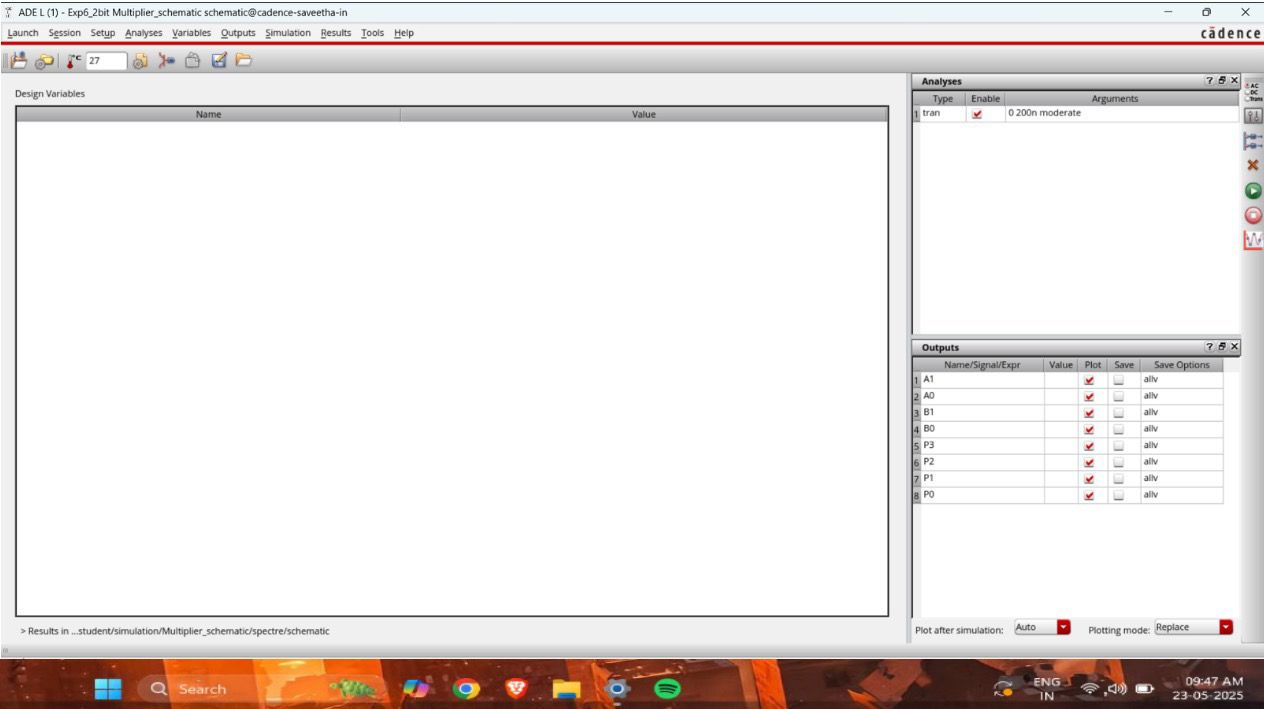 ADE L (1) - Exp6_2bit Multiplier_schematic schematic@cadence-saveetha-in
Launch Session Setup Analyses Variables Outputs Simulation Results Tools Help
cādence
°C 27
Design Variables
Name Value
> Results in ...student/simulation/Multiplier_schematic/spectre/schematic
Analyses
Type Enable Arguments
1 tran 0 200n moderate
AC
DC
Trans
Outputs
Name/Signal/Expr Value Plot Save Save Options
1 A1 allv
2 A0 allv
3 B1 allv
4 B0 allv
5 P3 allv
6 P2 allv
7 P1 allv
8 P0 allv
Plot after simulation: Auto Plotting mode: Replace
Search
ENG
IN
09:47 AM
23-05-2025